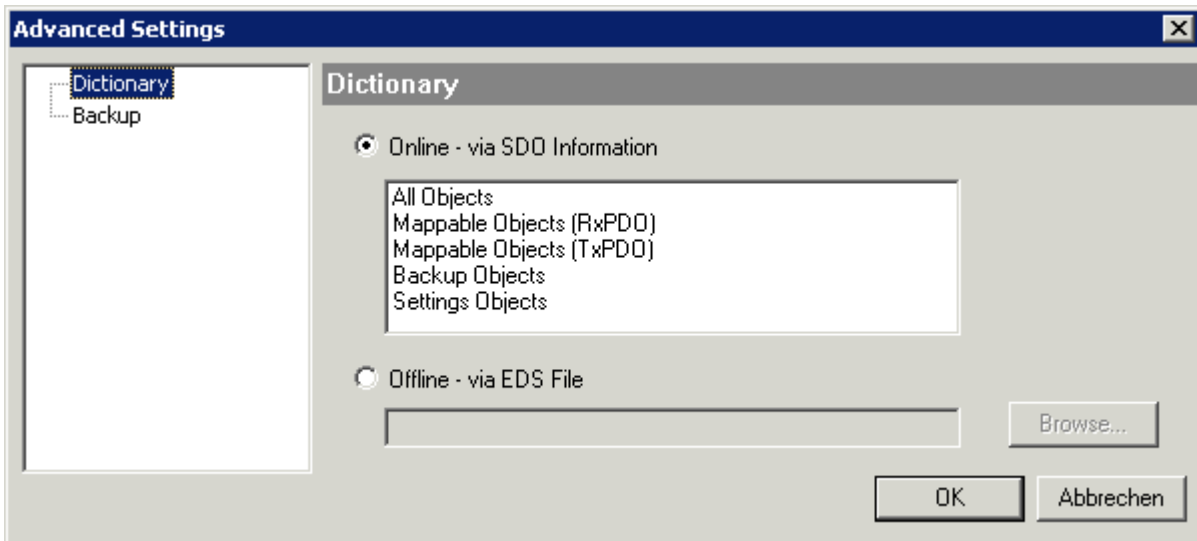 Advanced Settings
Dictionary
Backup
Dictionary
Online - via SDO Information
All Objects
Mappable Objects (RxPDO)
Mappable Objects (TxPDO)
Backup Objects
Settings Objects
Offline - via EDS File
Browse...
OK
Abbrechen